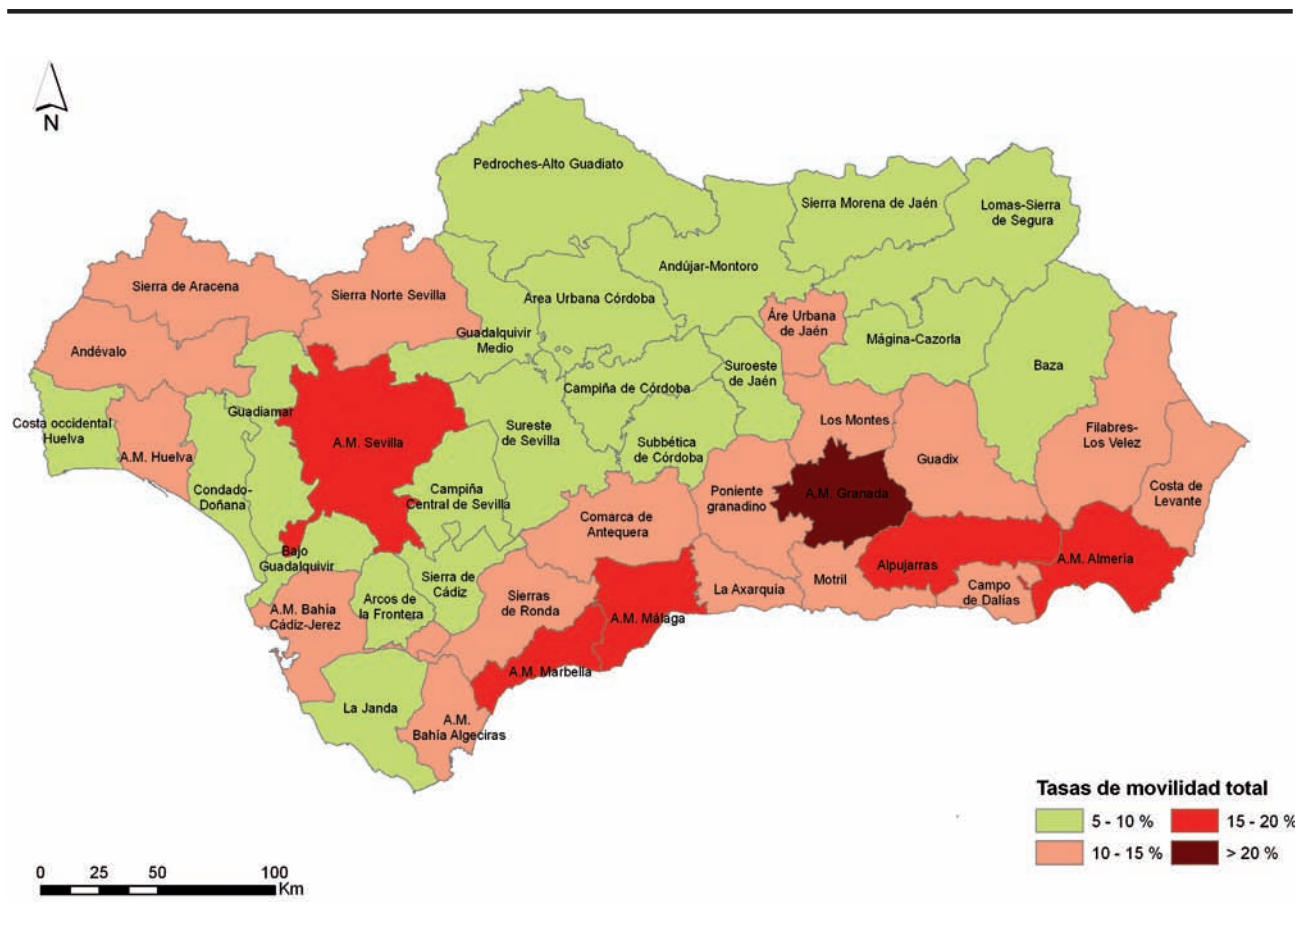 N
Pedroches-Alto Guadiato
Sierra Morena de Jaén
Lomas-Sierra
de Segura
Andújar-Montoro
Sierra de Aracena
Sierra Norte Sevilla
Área Urbana Córdoba
Áre Urbana
de Jaén
Guadalquivir
Medio
Mágina-Cazorla
Andévalo
Suroeste
de Jaén
Baza
Campiña de Córdoba
Guadiamar
Costa occidental
Huelva
A.M. Sevilla
Sureste
de Sevilla
Los Montes
Filabres-
Los Velez
Subbética
de Córdoba
A.M. Huelva
Guadix
Condado-
Doñana
Campiña
Central de Sevilla
Poniente
granadino
A.M. Granada
Costa de
Levante
Comarca de
Antequera
Bajo
Guadalquivir
A.M. Almería
Alpujarras
Sierra de
Cádiz
Motril
La Axarquia
Campo
de Dalías
Arcos de
la Frontera
Sierras
de Ronda
A.M. Bahía
Cádiz-Jerez
A.M. Málaga
A.M. Marbella
La Janda
A.M.
Bahía Algeciras
Tasas de movilidad total
5 - 10 %
15 - 20 %
10 - 15 %
> 20 %
0 25 50 100
Km